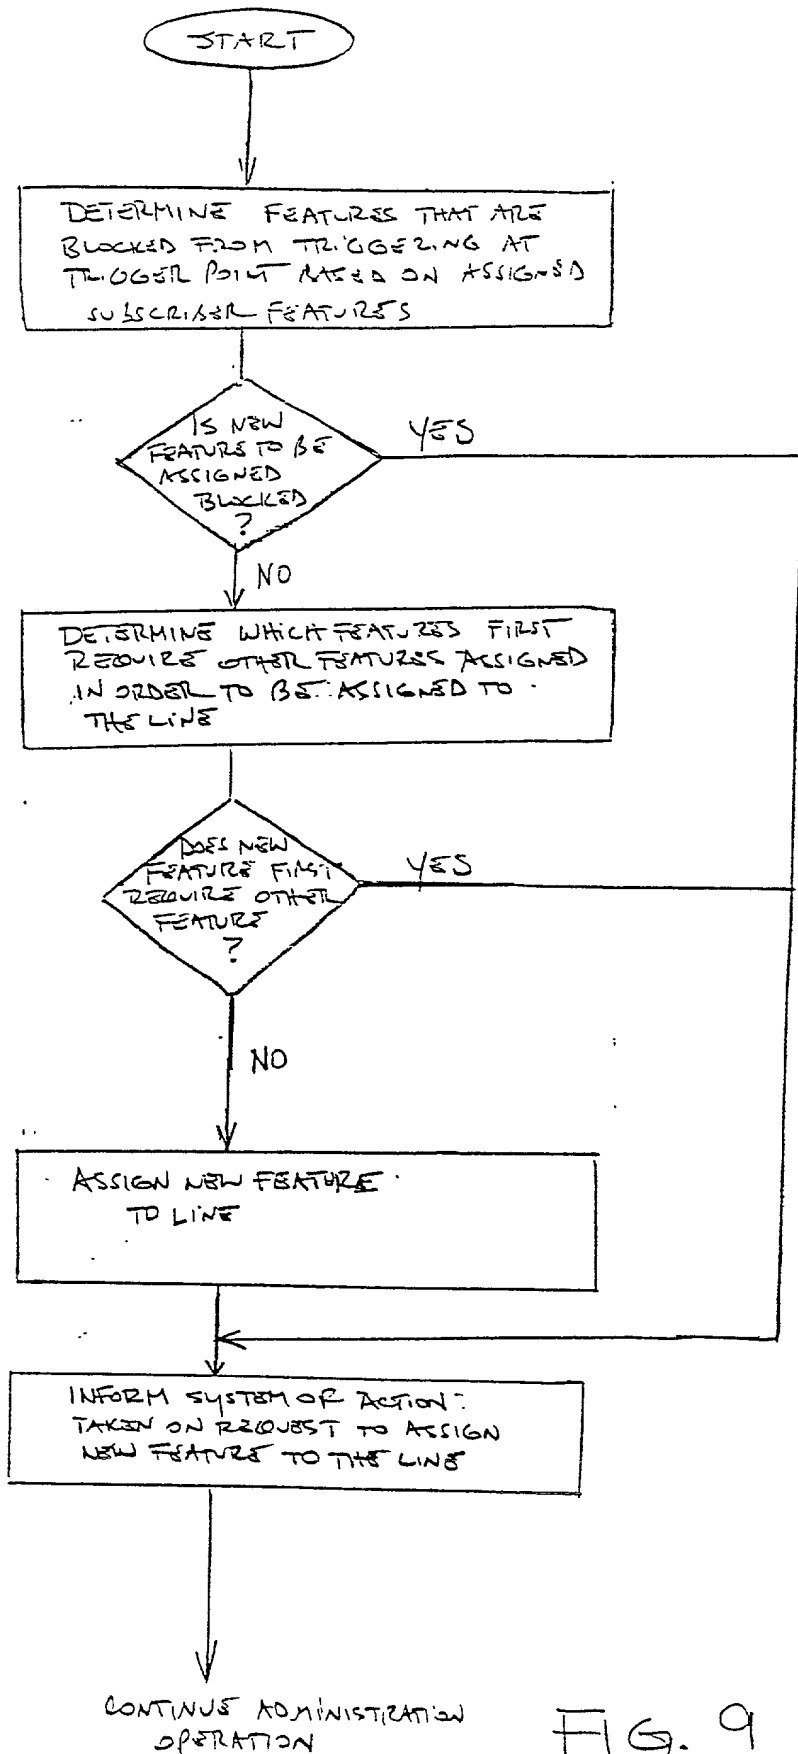 START
DETERMINE FEATURES THAT ARE
BLOCKED FROM TRIGGERING AT
TRIGGER POINT BASED ON ASSIGNED
SUBSCRIBER FEATURES
IS NEW
FEATURE TO BE
ASSIGNED
BLOCKED
?
YES
NO
DETERMINE WHICH FEATURES FIRST
REQUIRE OTHER FEATURES ASSIGNED
IN ORDER TO BE ASSIGNED TO
THE LINE
DOES NEW
FEATURE FIRST
REQUIRE OTHER
FEATURE
?
YES
NO
ASSIGN NEW FEATURE
TO LINE
INFORM SYSTEM OF ACTION
TAKEN ON REQUEST TO ASSIGN
NEW FEATURE TO THE LINE
CONTINUE ADMINISTRATION
OPERATION
FIG. 9